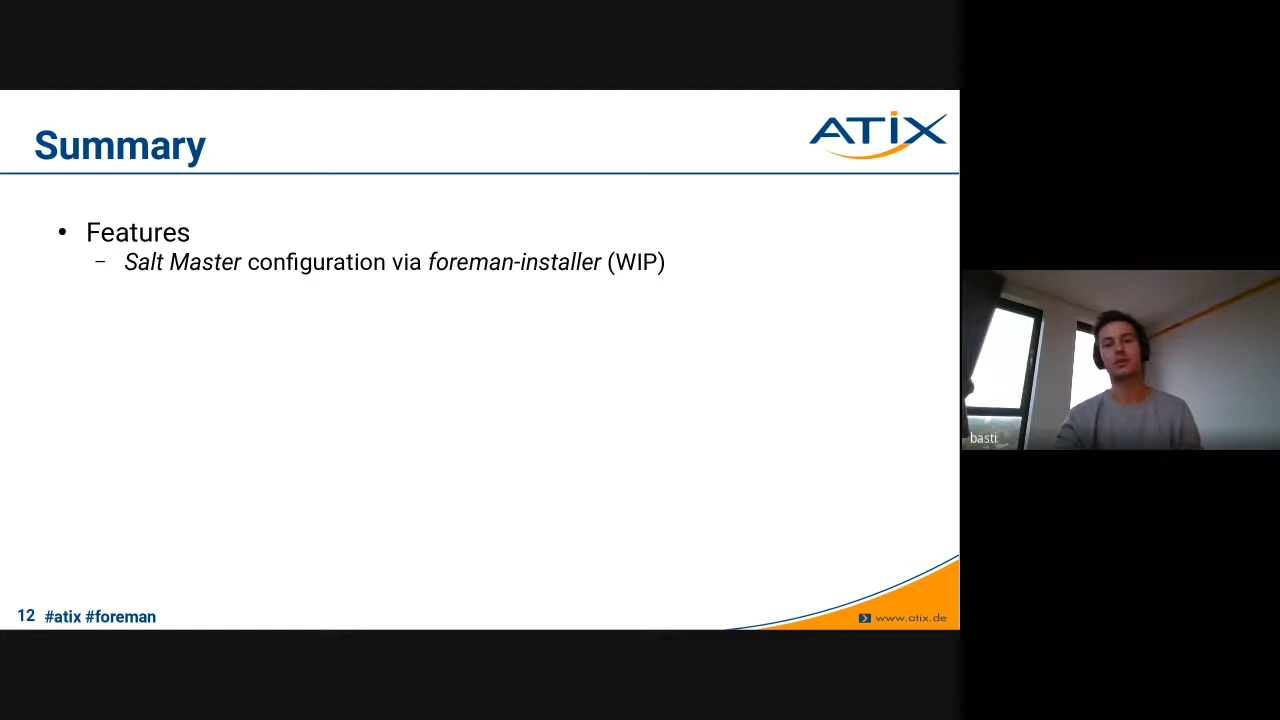 Summary
ATIX
• Features
– Salt Master configuration via foreman-installer (WIP)
basti
12 #atix #foreman
www.atix.de